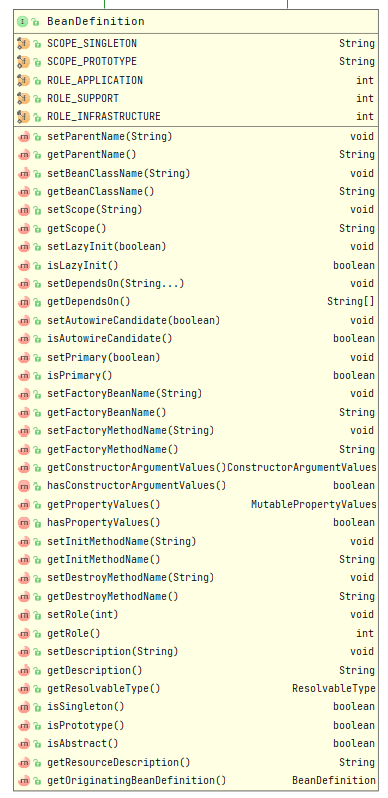 BeanDefinition
SCOPE_SINGLETON String
SCOPE_PROTOTYPE String
ROLE_APPLICATION int
ROLE_SUPPORT int
ROLE_INFRASTRUCTURE int
setParentName(String) void
getParentName() String
setBeanClassName(String) void
getBeanClassName() String
setScope(String) void
getScope() String
setLazyInit(boolean) void
isLazyInit() boolean
setDependsOn(String...) void
getDependsOn() String[]
setAutowireCandidate(boolean) void
isAutowireCandidate() boolean
setPrimary(boolean) void
isPrimary() boolean
setFactoryBeanName(String) void
getFactoryBeanName() String
setFactoryMethodName(String) void
getFactoryMethodName() String
getConstructorArgumentValues() ConstructorArgumentValues
hasConstructorArgumentValues() boolean
getPropertyValues() MutablePropertyValues
hasPropertyValues() boolean
setInitMethodName(String) void
getInitMethodName() String
setDestroyMethodName(String) void
getDestroyMethodName() String
setRole(int) void
getRole() int
setDescription(String) void
getDescription() String
getResolvableType() ResolvableType
isSingleton() boolean
isPrototype() boolean
isAbstract() boolean
getResourceDescription() String
getOriginatingBeanDefinition() BeanDefinition